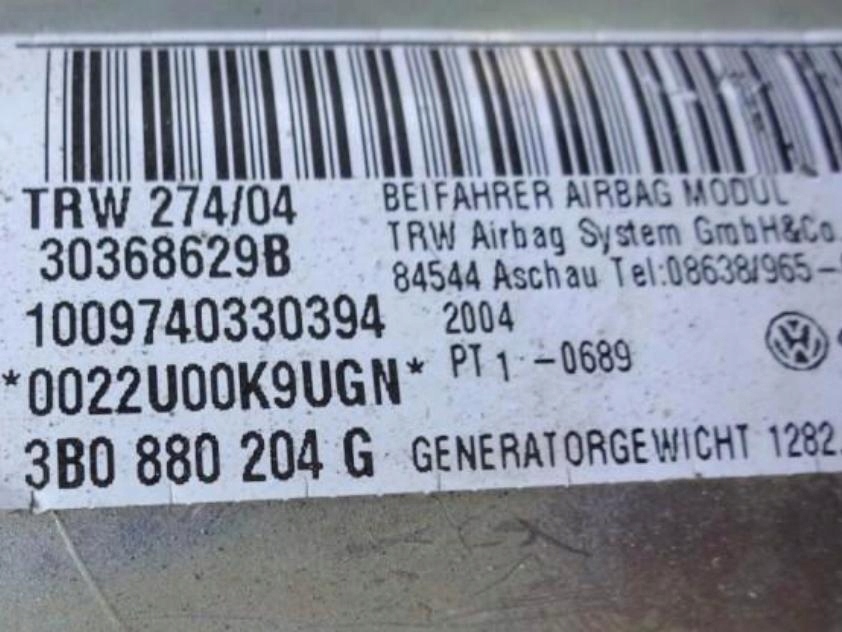 TRW 274/04
30368629B
1009740330394
*0022U00K9UGN*
3B0 880 204 G
BEIFAHRER AIRBAG MODUL
TRW Airbag System GmbH&Co.
84544 Aschau Tel:08638/965-
2004
PT 1 -0689
GENERATORGEWICHT 1282